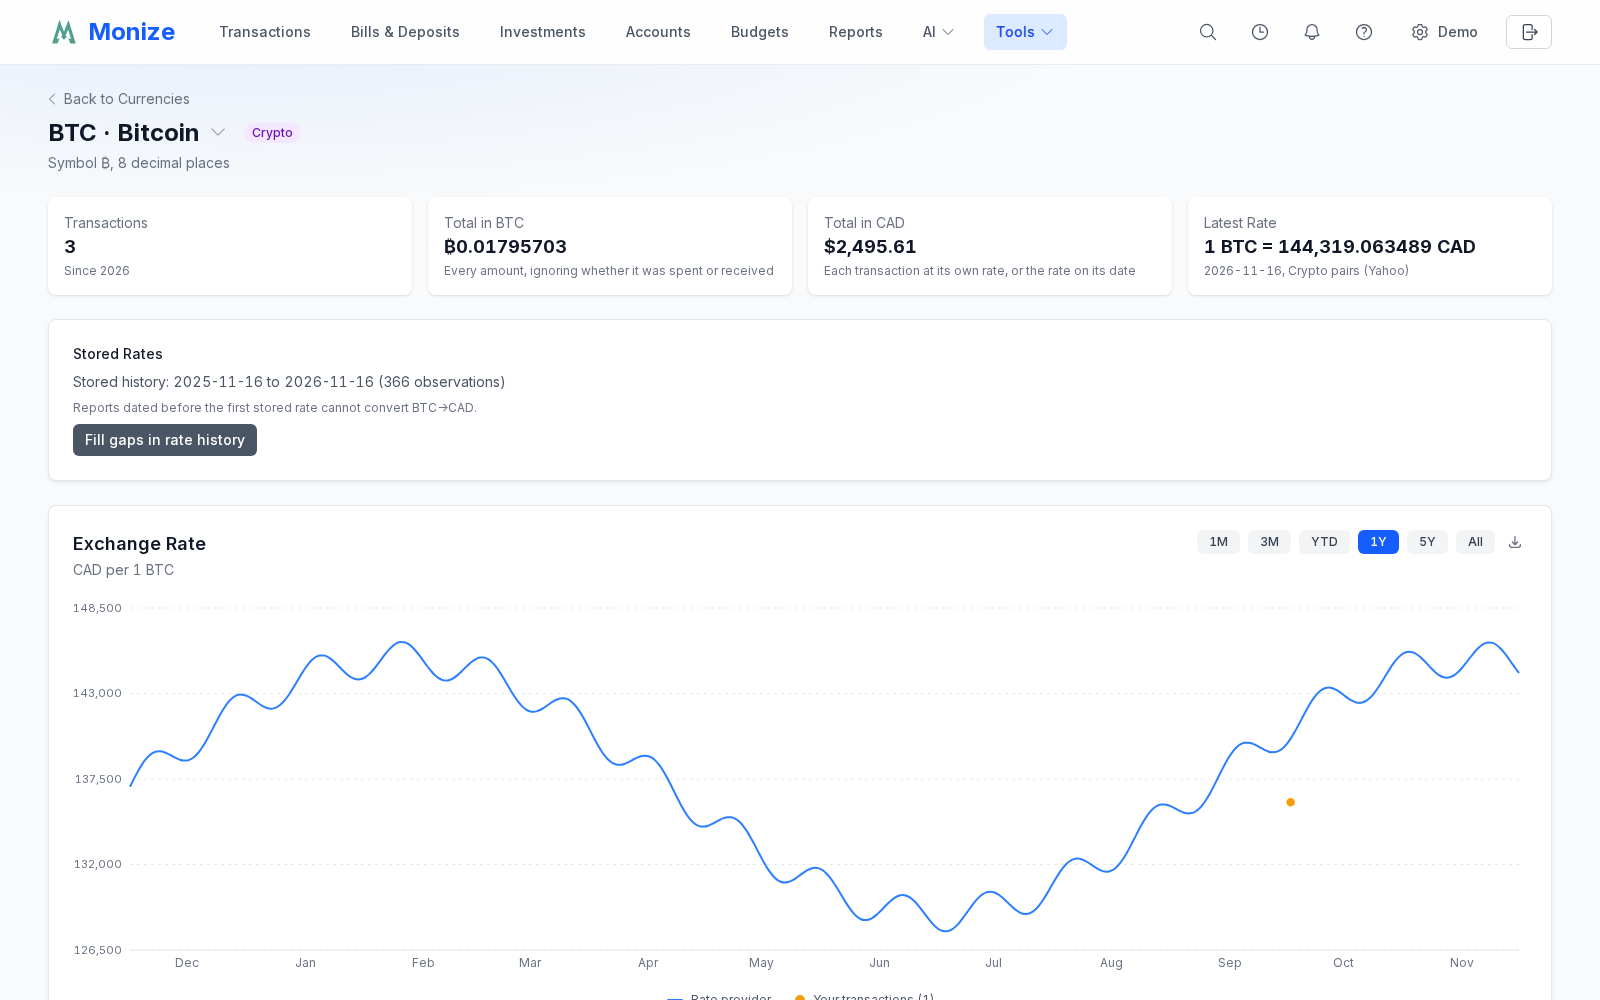 Monize
Transactions
Bills & Deposits
Investments
Accounts
Budgets
Reports
AI
Tools
Demo
Back to Currencies
BTC · Bitcoin
Crypto
Symbol ₿, 8 decimal places
Transactions
3
Since 2026
Total in BTC
₿0.01795703
Every amount, ignoring whether it was spent or received
Total in CAD
$2,495.61
Each transaction at its own rate, or the rate on its date
Latest Rate
1 BTC = 144,319.063489 CAD
2026-11-16, Crypto pairs (Yahoo)
Stored Rates
Stored history: 2025-11-16 to 2026-11-16 (366 observations)
Reports dated before the first stored rate cannot convert BTC→CAD.
Fill gaps in rate history
Exchange Rate
CAD per 1 BTC
1M
3M
YTD
1Y
5Y
All
148,500
143,000
137,500
132,000
126,500
Dec
Jan
Feb
Mar
Apr
May
Jun
Jul
Aug
Sep
Oct
Nov
Rate provider
Your transactions (1)